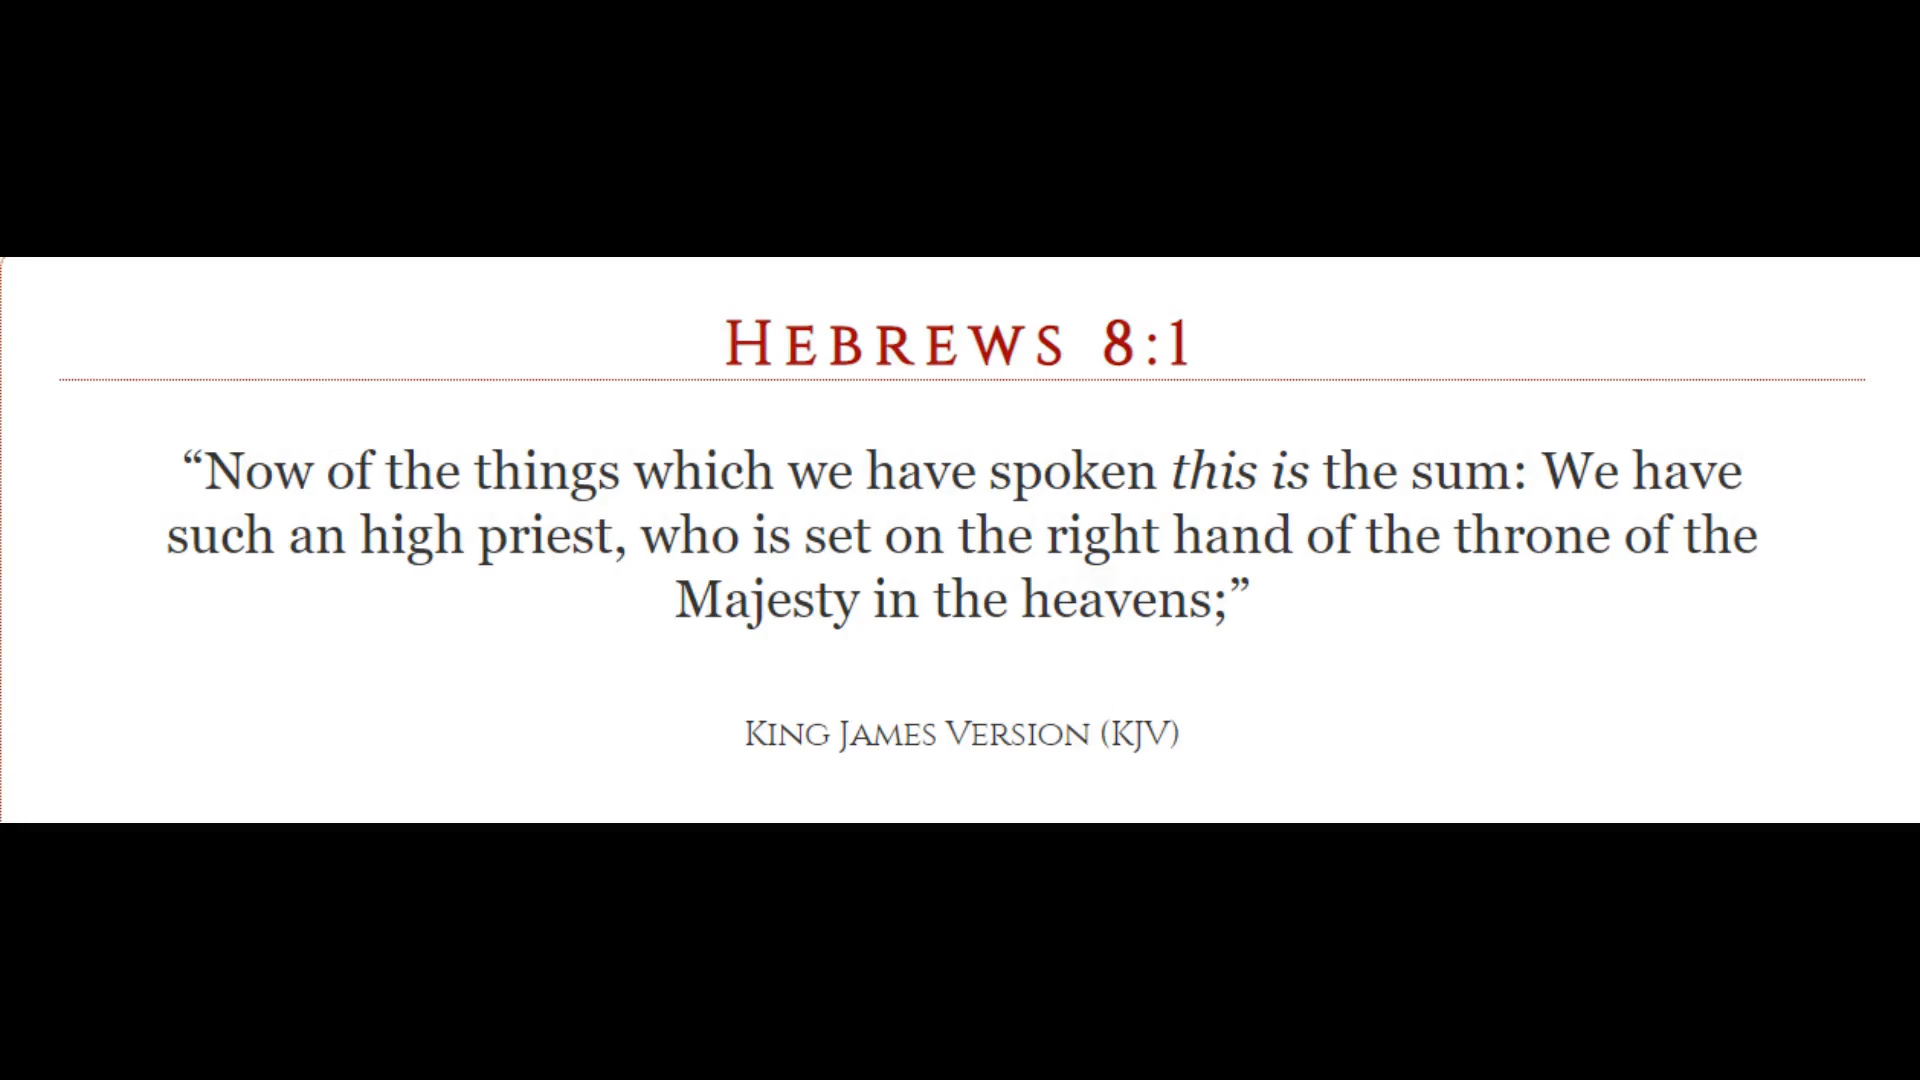 Hebrews 8:1
“Now of the things which we have spoken this is the sum: We have
such an high priest, who is set on the right hand of the throne of the
Majesty in the heavens;”
King James Version (KJV)